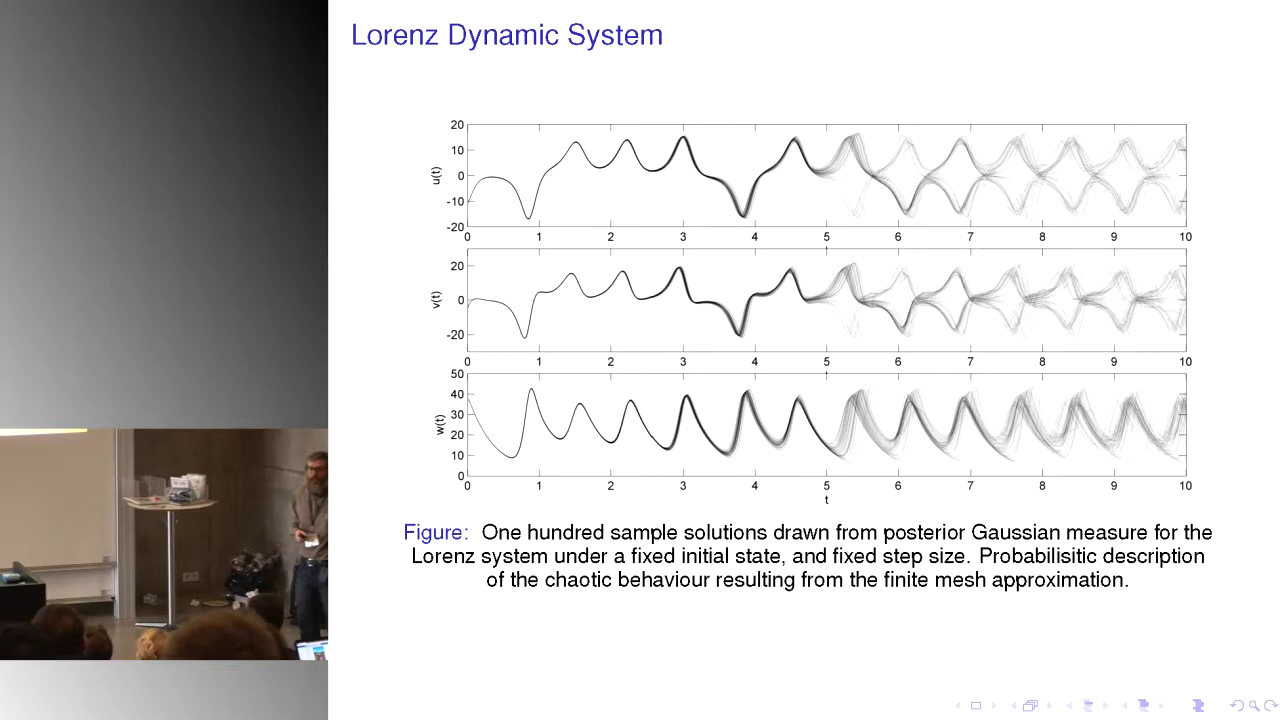 Lorenz Dynamic System
20
10
0
-10
-20
u(t)
0 1 2 3 4 5 6 7 8 9 10
20
0
-20
v(t)
0 1 2 3 4 5 6 7 8 9 10
t
50
40
30
20
10
0
w(t)
0 1 2 3 4 5 6 7 8 9 10
t
Figure: One hundred sample solutions drawn from posterior Gaussian measure for the
Lorenz system under a fixed initial state, and fixed step size. Probabilisitic description
of the chaotic behaviour resulting from the finite mesh approximation.